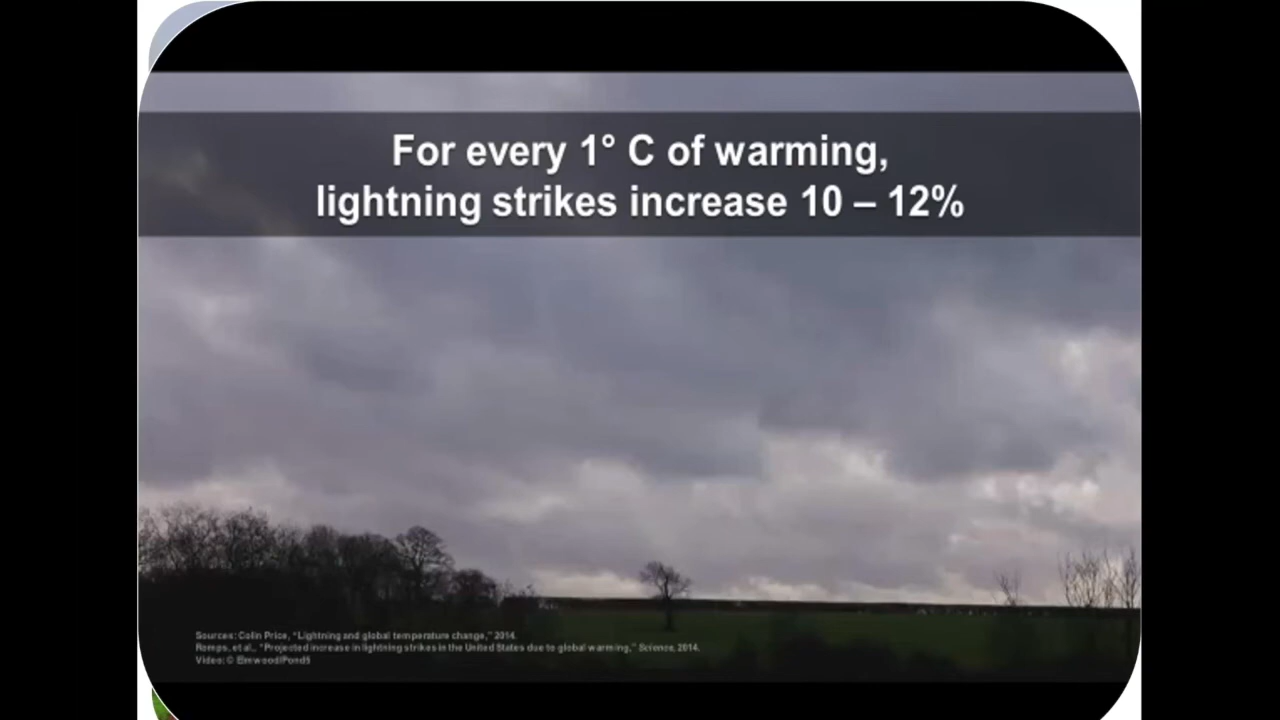 For every 1° C of warming,
lightning strikes increase 10 – 12%
Sources: Colin Price, "Lightning and global temperature change," 2014.
Romps, et al., "Projected increase in lightning strikes in the United States due to global warming," Science, 2014.
Video: © Elmwood/Pond5